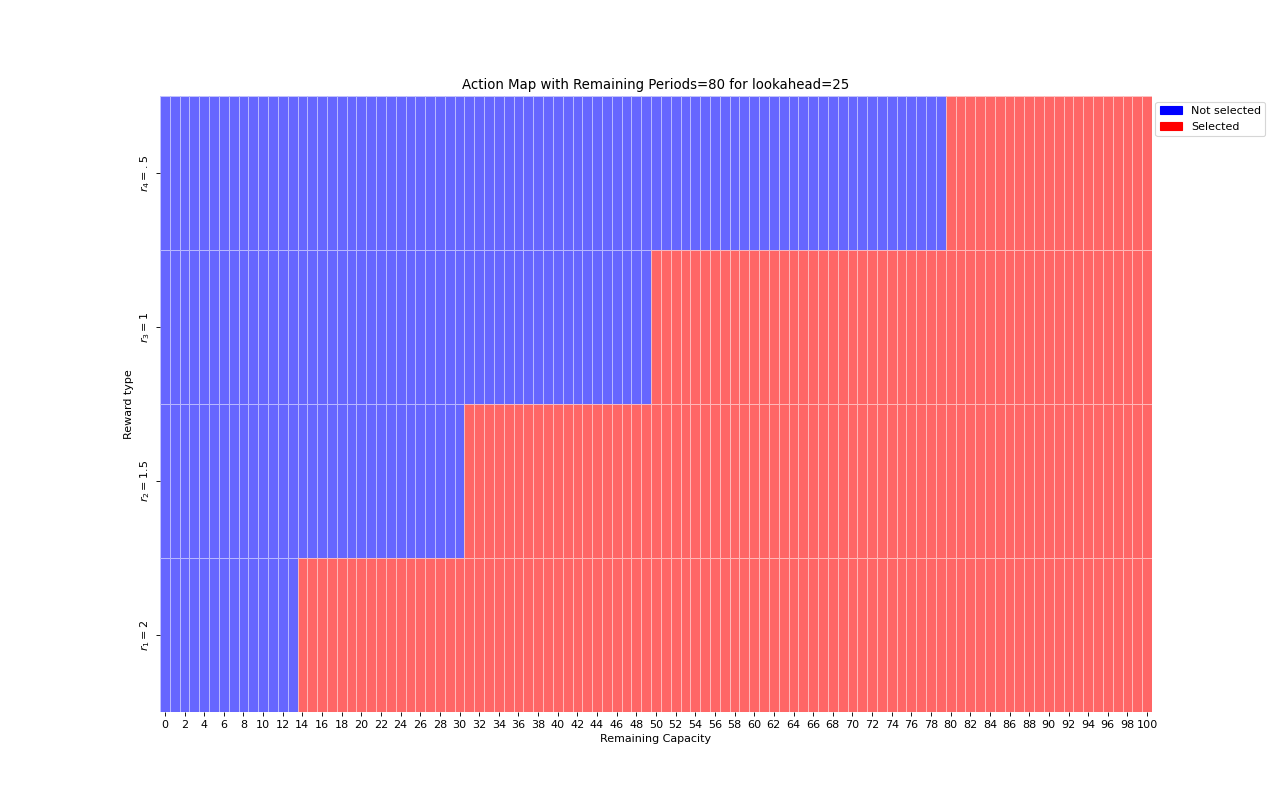 Action Map with Remaining Periods=80 for lookahead=25
Not selected
Selected
Reward type
r₄ = .5
r₃ = 1
r₂ = 1.5
r₁ = 2
0 2 4 6 8 10 12 14 16 18 20 22 24 26 28 30 32 34 36 38 40 42 44 46 48 50 52 54 56 58 60 62 64 66 68 70 72 74 76 78 80 82 84 86 88 90 92 94 96 98 100
Remaining Capacity